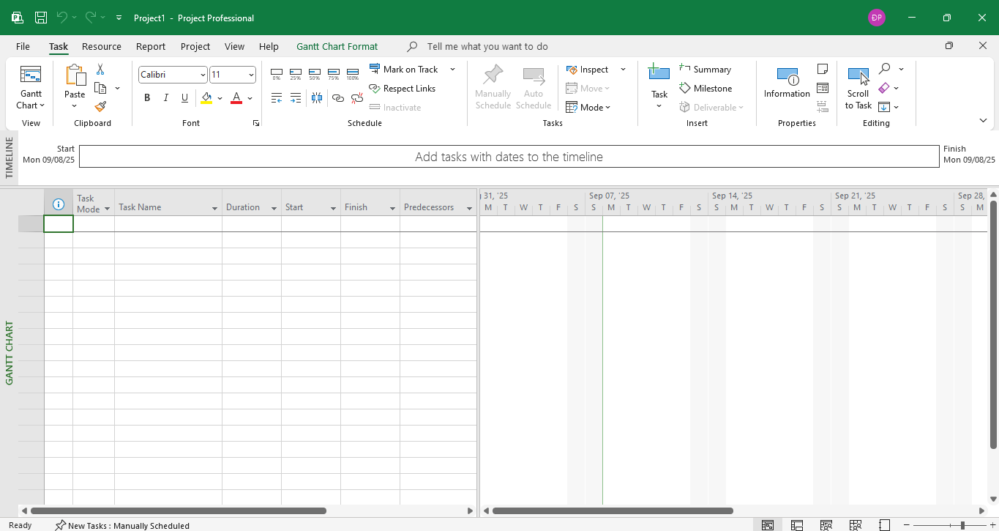 Project1 - Project Professional
ĐP
File Task Resource Report Project View Help Gantt Chart Format Tell me what you want to do
Gantt Chart
View
Paste
Clipboard
Calibri 11
B I U A
Font
0% 25% 50% 75% 100%
Mark on Track
Respect Links
Inactivate
Schedule
Manually Schedule
Auto Schedule
Inspect
Move
Mode
Tasks
Task
Summary
Milestone
Deliverable
Insert
Information
Properties
Scroll to Task
Editing
TIMELINE
Start
Mon 09/08/25
Add tasks with dates to the timeline
Finish
Mon 09/08/25
Task Mode
Task Name
Duration
Start
Finish
Predecessors
31, '25 Sep 07, '25 Sep 14, '25 Sep 21, '25 Sep 28,
M T W T F S S M T W T F S S M T W T F S S M T W T F S S M
GANTT CHART
Ready
New Tasks : Manually Scheduled